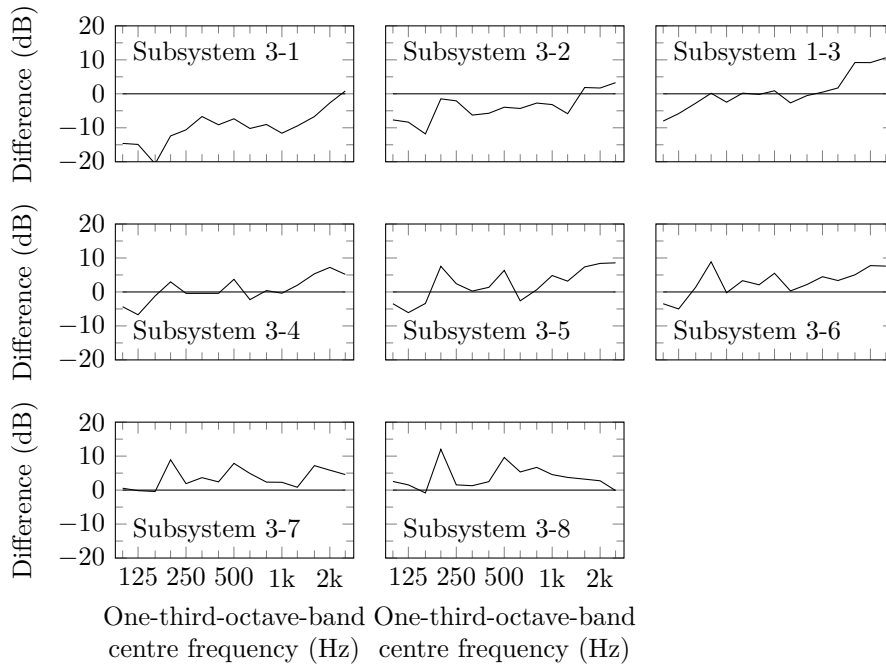 20
10
0
−10
−20
Difference (dB)
Subsystem 3-1
Subsystem 3-2
Subsystem 1-3
20
10
0
−10
−20
Difference (dB)
Subsystem 3-4
Subsystem 3-5
Subsystem 3-6
20
10
0
−10
−20
Difference (dB)
Subsystem 3-7
Subsystem 3-8
125 250 500 1k 2k
125 250 500 1k 2k
One-third-octave-band
centre frequency (Hz)
One-third-octave-band
centre frequency (Hz)